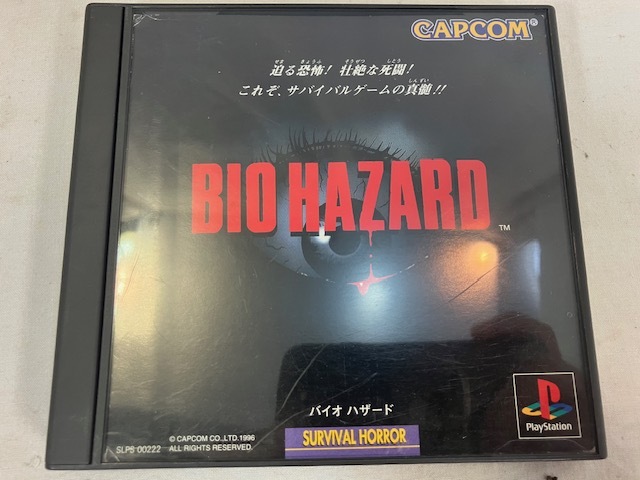 CAPCOM®
迫る恐怖! 壮絶な死闘!
これぞ、サバイバルゲームの真髄!!
BIO HAZARD™
バイオ ハザード
© CAPCOM CO.,LTD.1996
SLPS 00222 ALL RIGHTS RESERVED.
SURVIVAL HORROR
PlayStation